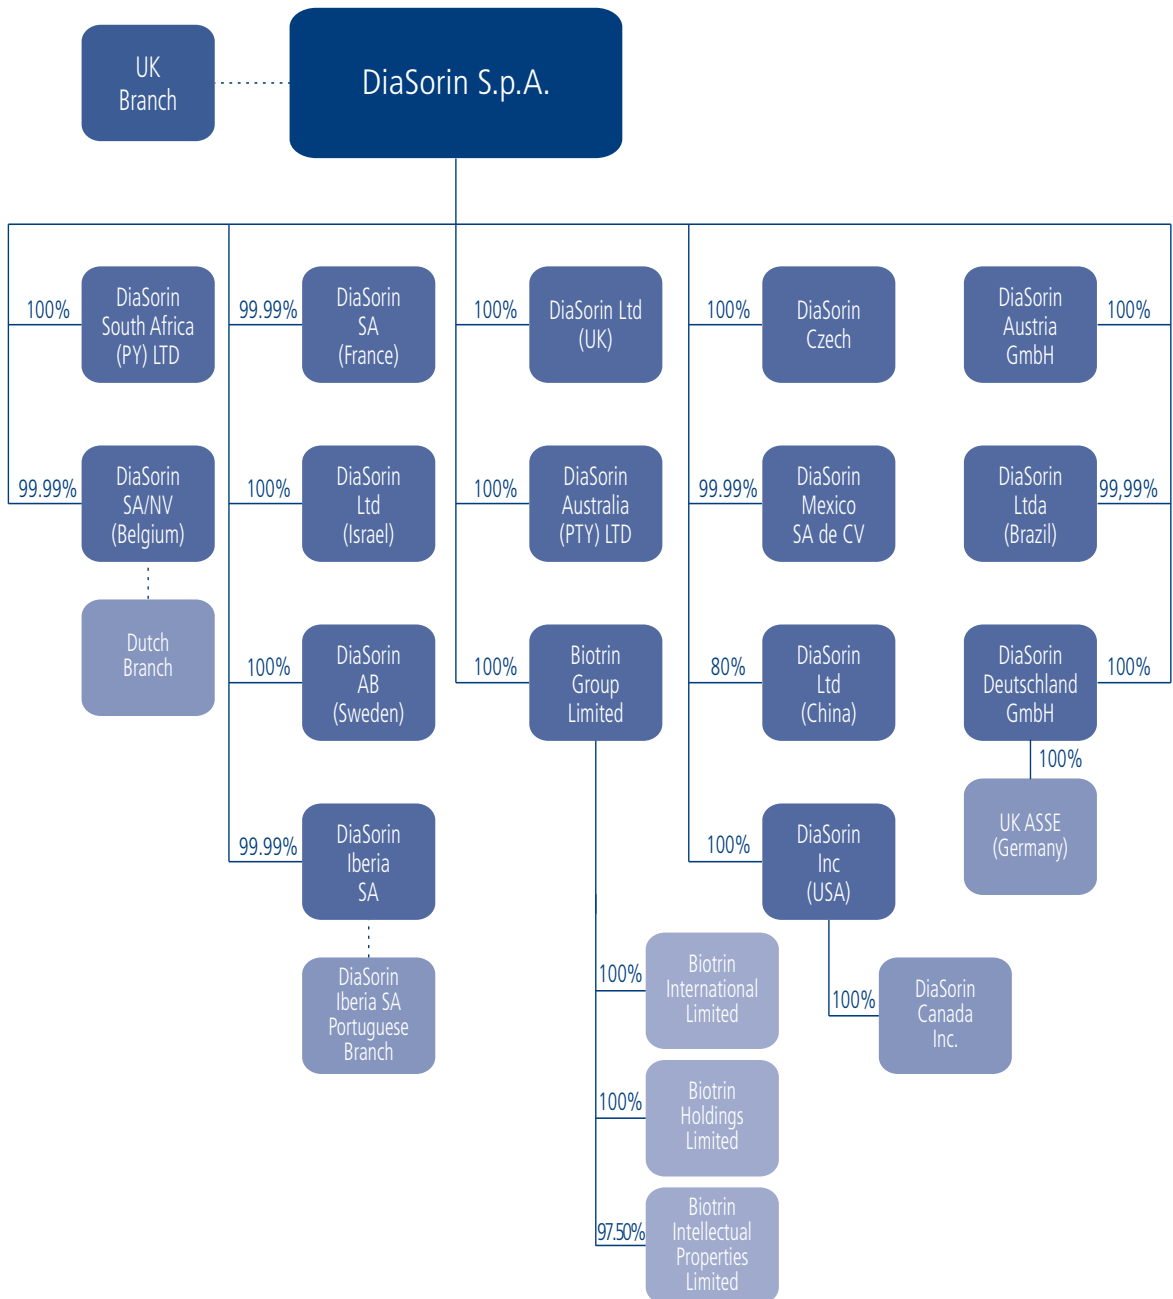 UK
Branch
DiaSorin S.p.A.
100%
DiaSorin
South Africa
(PY) LTD
99.99%
DiaSorin
SA
(France)
100%
DiaSorin Ltd
(UK)
100%
DiaSorin
Czech
DiaSorin
Austria
GmbH
100%
99.99%
DiaSorin
SA/NV
(Belgium)
100%
DiaSorin
Ltd
(Israel)
100%
DiaSorin
Australia
(PTY) LTD
99.99%
DiaSorin
Mexico
SA de CV
DiaSorin
Ltda
(Brazil)
99,99%
Dutch
Branch
100%
DiaSorin
AB
(Sweden)
100%
Biotrin
Group
Limited
80%
DiaSorin
Ltd
(China)
DiaSorin
Deutschland
GmbH
100%
100%
UK ASSE
(Germany)
99.99%
DiaSorin
Iberia
SA
100%
DiaSorin
Inc
(USA)
DiaSorin
Iberia SA
Portuguese
Branch
100%
Biotrin
International
Limited
100%
DiaSorin
Canada
Inc.
100%
Biotrin
Holdings
Limited
97.50%
Biotrin
Intellectual
Properties
Limited